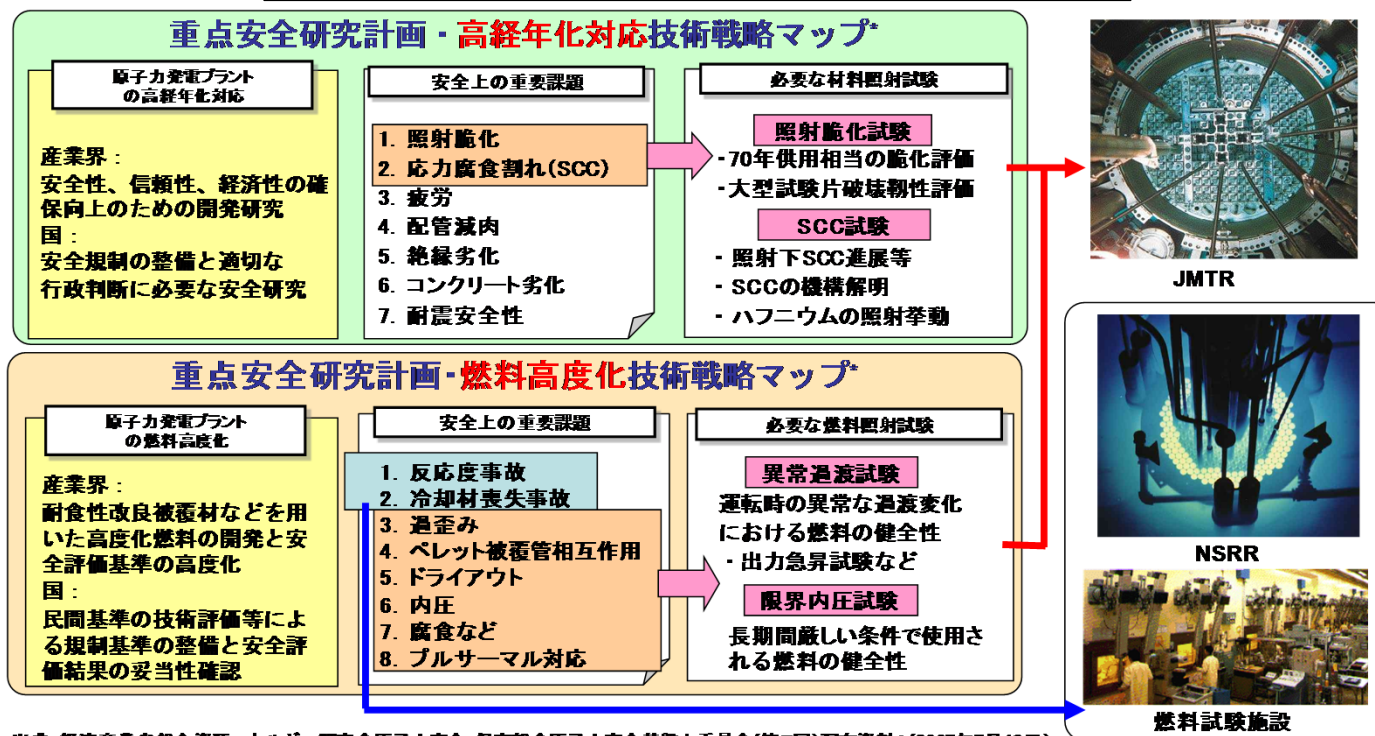 重点安全研究計画・高経年化対応技術戦略マップ*
原子力発電プラント
の高経年化対応
産業界：
安全性、信頼性、経済性の確
保向上のための開発研究
国：
安全規制の整備と適切な
行政判断に必要な安全研究
安全上の重要課題
1. 照射脆化
2. 応力腐食割れ(SCC)
3. 疲労
4. 配管減肉
5. 絶縁劣化
6. コンクリート劣化
7. 耐震安全性
必要な材料照射試験
照射脆化試験
-70年供用相当の脆化評価
-大型試験片破壊靭性評価
SCC試験
- 照射下SCC進展等
- SCCの機構解明
- ハフニウムの照射挙動
JMTR
重点安全研究計画・燃料高度化技術戦略マップ*
原子力発電プラント
の燃料高度化
産業界：
耐食性改良被覆材などを用
いた高度化燃料の開発と安
全評価基準の高度化
国：
民間基準の技術評価等によ
る規制基準の整備と安全評
価結果の妥当性確認
安全上の重要課題
1. 反応度事故
2. 冷却材喪失事故
3. 過歪み
4. ペレット被覆管相互作用
5. ドライアウト
6. 内圧
7. 腐食など
8. プルサーマル対応
必要な燃料照射試験
異常過渡試験
運転時の異常な過渡変化
における燃料の健全性
- 出力急昇試験など
限界内圧試験
長期間厳しい条件で使用さ
れる燃料の健全性
NSRR
燃料試験施設